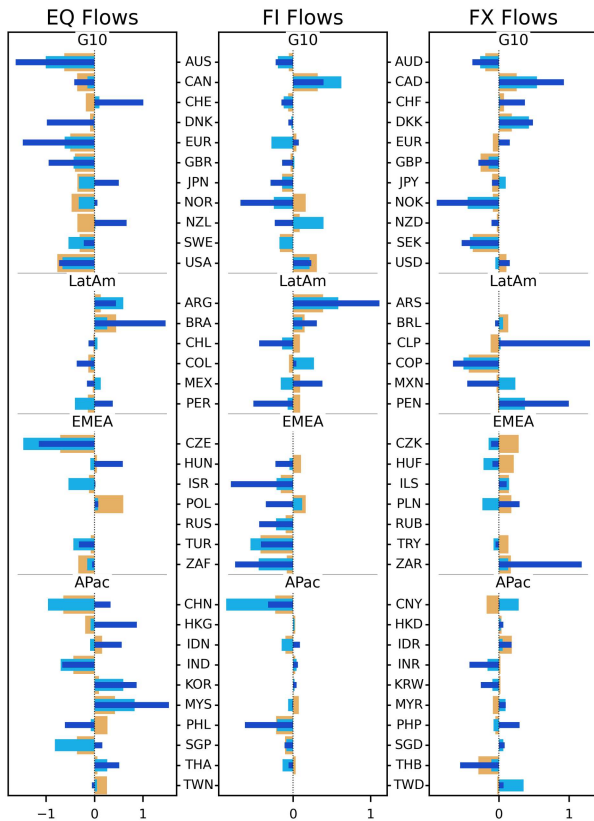 EQ Flows FI Flows FX Flows
G10 G10 G10
AUS AUD
CAN CAD
CHE CHF
DNK DKK
EUR EUR
GBR GBP
JPN JPY
NOR NOK
NZL NZD
SWE SEK
USA USD
LatAm LatAm LatAm
ARG ARS
BRA BRL
CHL CLP
COL COP
MEX MXN
PER PEN
EMEA EMEA EMEA
CZE CZK
HUN HUF
ISR ILS
POL PLN
RUS RUB
TUR TRY
ZAF ZAR
APac APac APac
CHN CNY
HKG HKD
IDN IDR
IND INR
KOR KRW
MYS MYR
PHL PHP
SGP SGD
THA THB
TWN TWD
−1 0 1 0 1 0 1